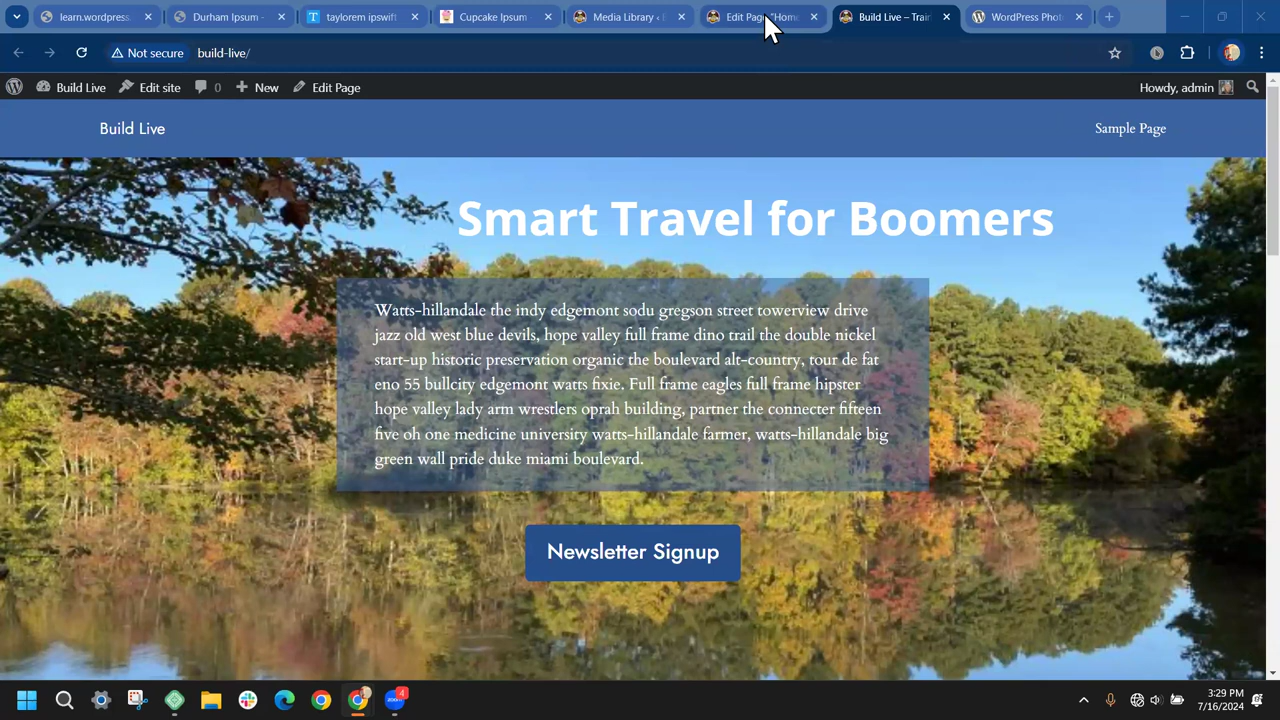 learn.wordpress
Durham Ipsum -
taylorem ipswift
Cupcake Ipsum
Media Library ‹
Edit Page "Home
Build Live – Train
WordPress Phot
Not secure
build-live/
Build Live
Edit site
0
New
Edit Page
Howdy, admin
Build Live
Sample Page
Smart Travel for Boomers
Watts-hillandale the indy edgemont sodu gregson street towerview drive
jazz old west blue devils, hope valley full frame dino trail the double nickel
start-up historic preservation organic the boulevard alt-country, tour de fat
eno 55 bullcity edgemont watts fixie. Full frame eagles full frame hipster
hope valley lady arm wrestlers oprah building, partner the connecter fifteen
five oh one medicine university watts-hillandale farmer, watts-hillandale big
green wall pride duke miami boulevard.
Newsletter Signup
4
zoom
3:29 PM
7/16/2024